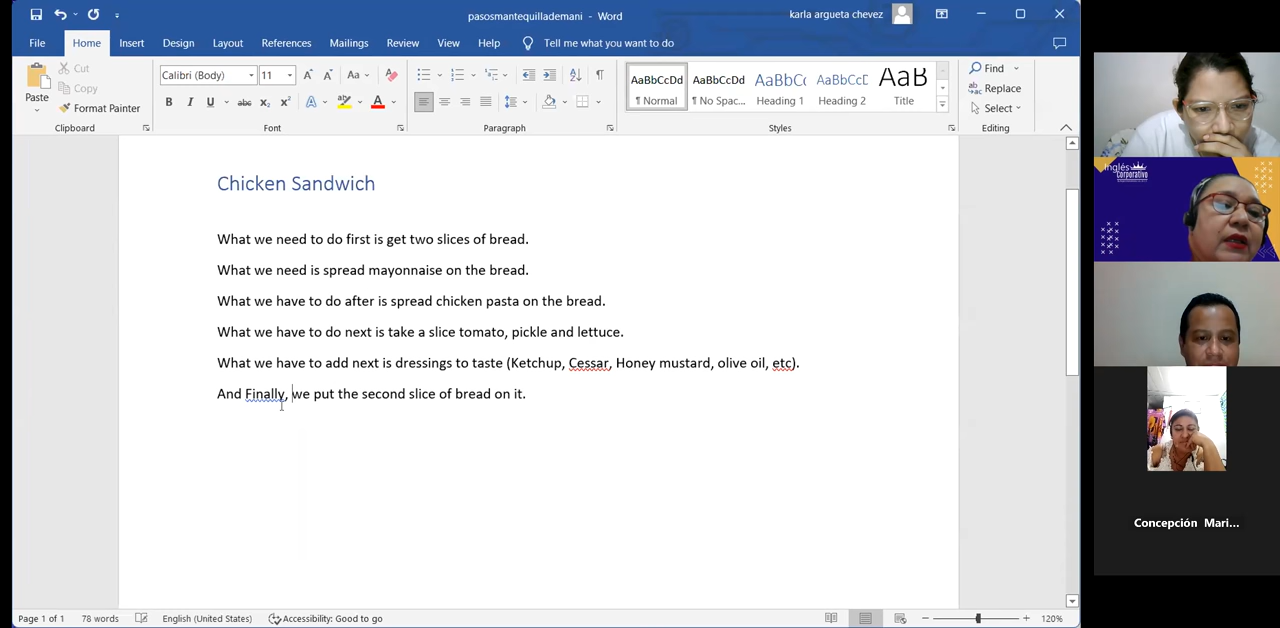 pasosmantequillademani - Word
karla argueta chevez
File Home Insert Design Layout References Mailings Review View Help Tell me what you want to do
Paste
Cut
Copy
Format Painter
Clipboard
Calibri (Body) 11
Font
Paragraph
AaBbCcDd AaBbCcDd AaBbCc AaBbCcD AaB
¶ Normal ¶ No Spac... Heading 1 Heading 2 Title
Styles
Find
Replace
Select
Editing
Chicken Sandwich
What we need to do first is get two slices of bread.
What we need is spread mayonnaise on the bread.
What we have to do after is spread chicken pasta on the bread.
What we have to do next is take a slice tomato, pickle and lettuce.
What we have to add next is dressings to taste (Ketchup, Cessar, Honey mustard, olive oil, etc).
And Finally, we put the second slice of bread on it.
Page 1 of 1 78 words English (United States) Accessibility: Good to go 120%
Inglés
Corporativo
Concepción Mari...